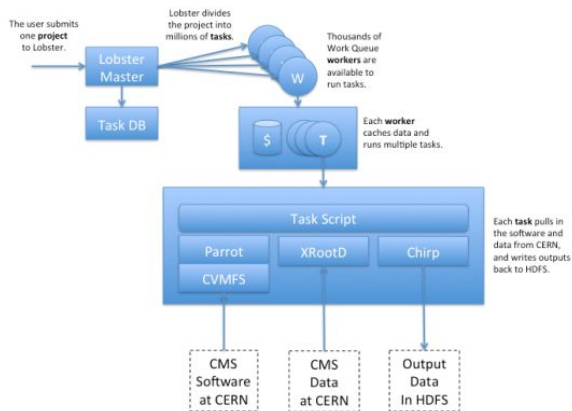 The user submits
one project
to Lobster.
Lobster divides
the project into
millions of tasks.
Thousands of
Work Queue
workers are
available to
run tasks.
Lobster
Master
W
Task DB
$
T
Each worker
caches data and
runs multiple tasks.
Task Script
Parrot
XRootD
Chirp
CVMFS
Each task pulls in
the software and
data from CERN,
and writes outputs
back to HDFS.
CMS
Software
at CERN
CMS
Data
at CERN
Output
Data
In HDFS